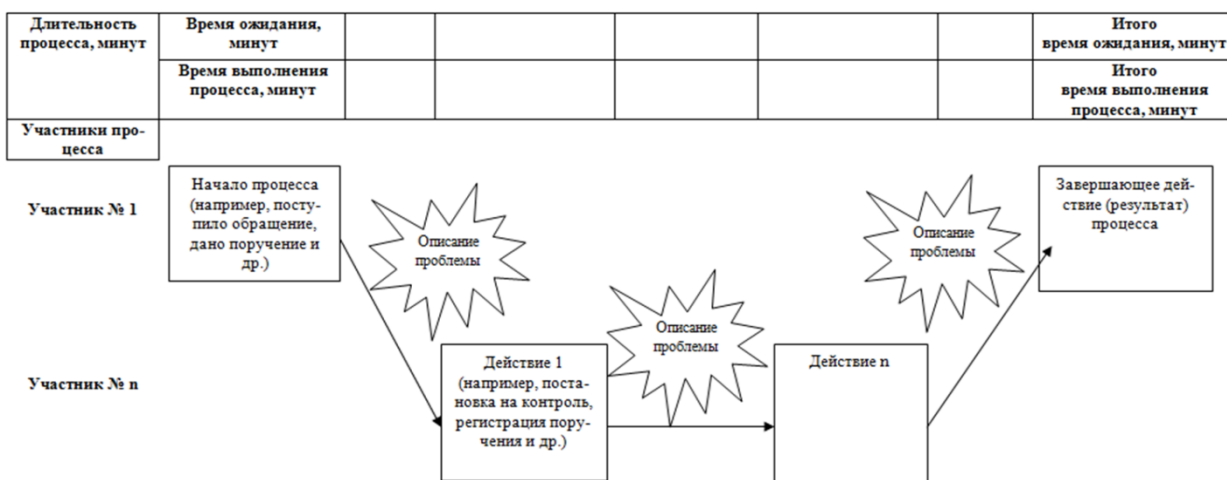 Длительность
процесса, минут
Время ожидания,
минут
Итого
время ожидания, минут
Время выполнения
процесса, минут
Итого
время выполнения
процесса, минут
Участники про-
цесса
Участник № 1
Начало процесса
(например, посту-
пило обращение,
дано поручение и
др.)
Описание
проблемы
Описание
проблемы
Завершающее дей-
ствие (результат)
процесса
Описание
проблемы
Участник № n
Действие 1
(например, поста-
новка на контроль,
регистрация пору-
чения и др.)
Действие n